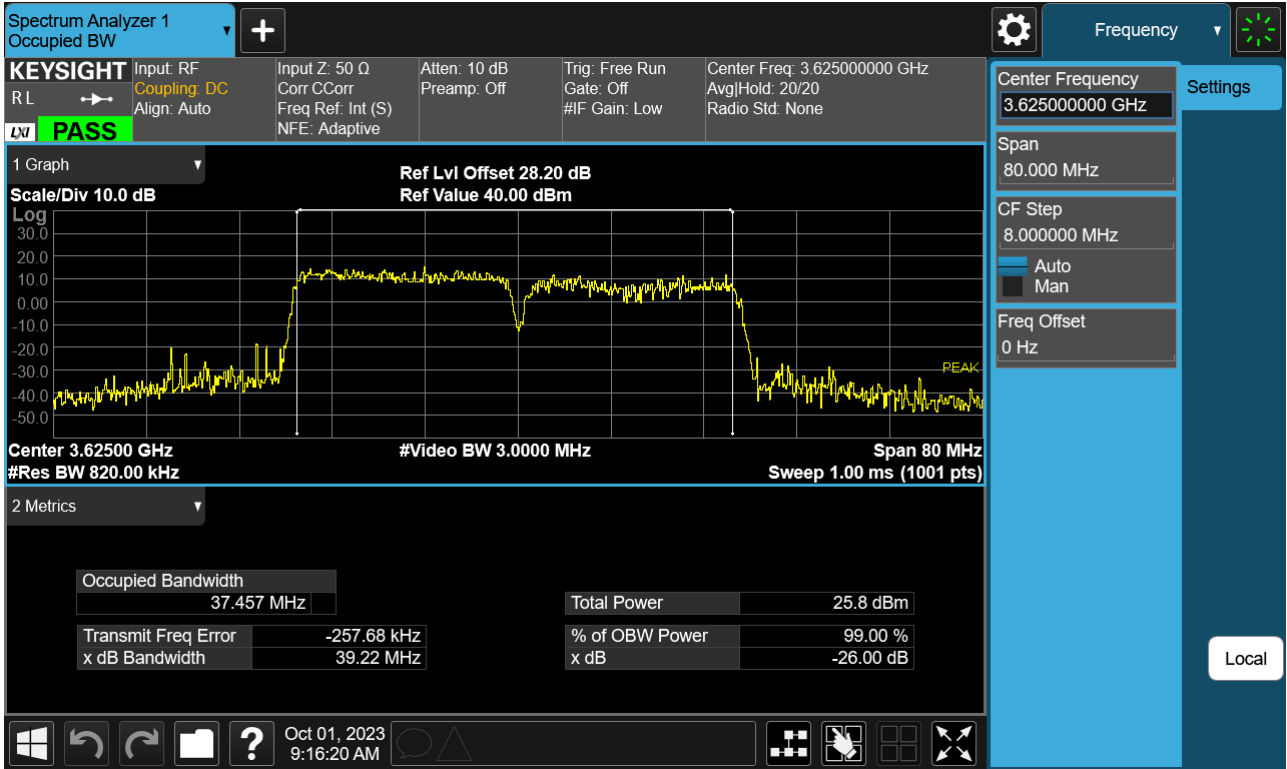 Spectrum Analyzer 1
Occupied BW
Frequency
KEYSIGHT
R L
LXI
PASS
Input: RF
Coupling: DC
Align: Auto
Input Z: 50 Ω
Corr CCorr
Freq Ref: Int (S)
NFE: Adaptive
Atten: 10 dB
Preamp: Off
Trig: Free Run
Gate: Off
#IF Gain: Low
Center Freq: 3.625000000 GHz
Avg|Hold: 20/20
Radio Std: None
Center Frequency
3.625000000 GHz
Settings
Span
80.000 MHz
CF Step
8.000000 MHz
Auto
Man
Freq Offset
0 Hz
Local
1 Graph
Scale/Div 10.0 dB
Ref Lvl Offset 28.20 dB
Ref Value 40.00 dBm
Log
30.0
20.0
10.0
0.00
-10.0
-20.0
-30.0
-40.0
-50.0
PEAK
Center 3.62500 GHz
#Video BW 3.0000 MHz
Span 80 MHz
#Res BW 820.00 kHz
Sweep 1.00 ms (1001 pts)
2 Metrics
Occupied Bandwidth
37.457 MHz
Transmit Freq Error -257.68 kHz
x dB Bandwidth 39.22 MHz
Total Power 25.8 dBm
% of OBW Power 99.00 %
x dB -26.00 dB
?
Oct 01, 2023
9:16:20 AM